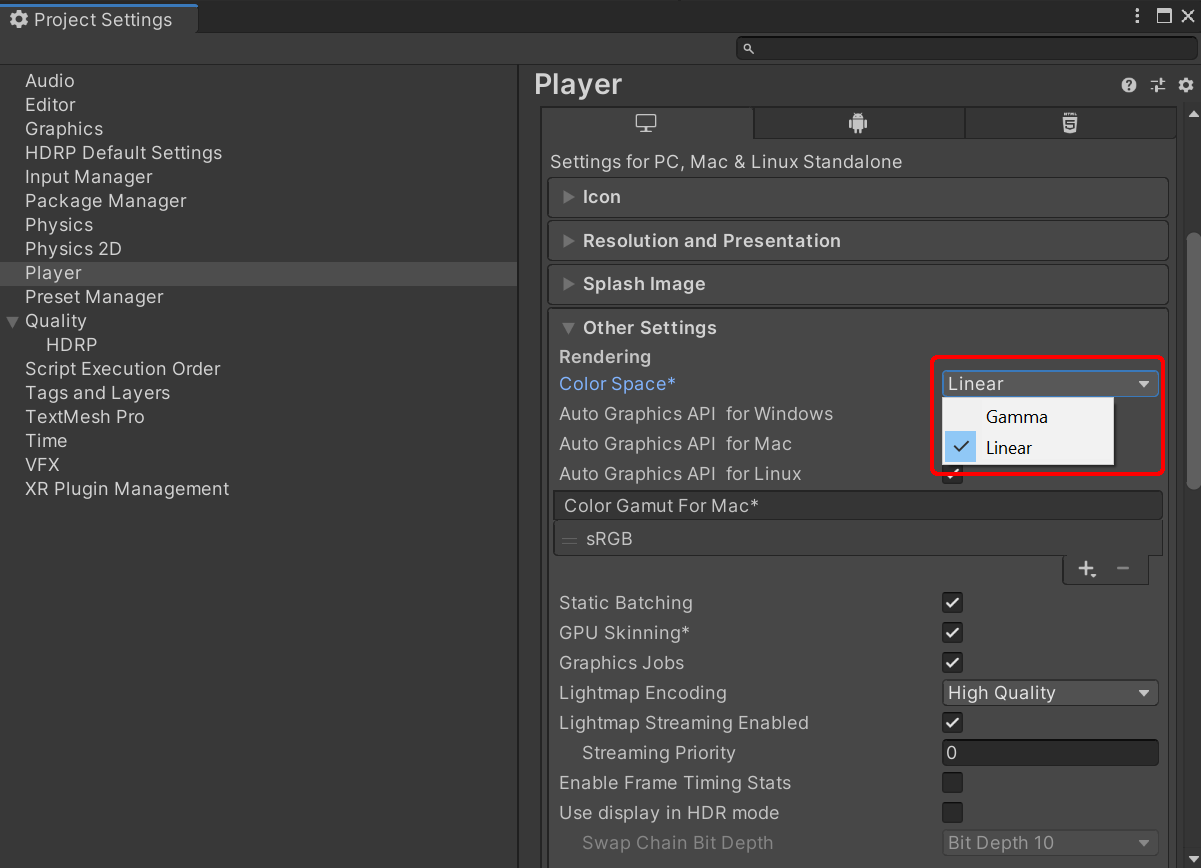 Project Settings
Audio
Editor
Graphics
HDRP Default Settings
Input Manager
Package Manager
Physics
Physics 2D
Player
Preset Manager
Quality
HDRP
Script Execution Order
Tags and Layers
TextMesh Pro
Time
VFX
XR Plugin Management
Player
HTML
5
Settings for PC, Mac & Linux Standalone
Icon
Resolution and Presentation
Splash Image
Other Settings
Rendering
Color Space* Linear
Gamma
Linear
Auto Graphics API for Windows
Auto Graphics API for Mac
Auto Graphics API for Linux
Color Gamut For Mac*
sRGB
Static Batching
GPU Skinning*
Graphics Jobs
Lightmap Encoding High Quality
Lightmap Streaming Enabled
Streaming Priority 0
Enable Frame Timing Stats
Use display in HDR mode
Swap Chain Bit Depth Bit Depth 10